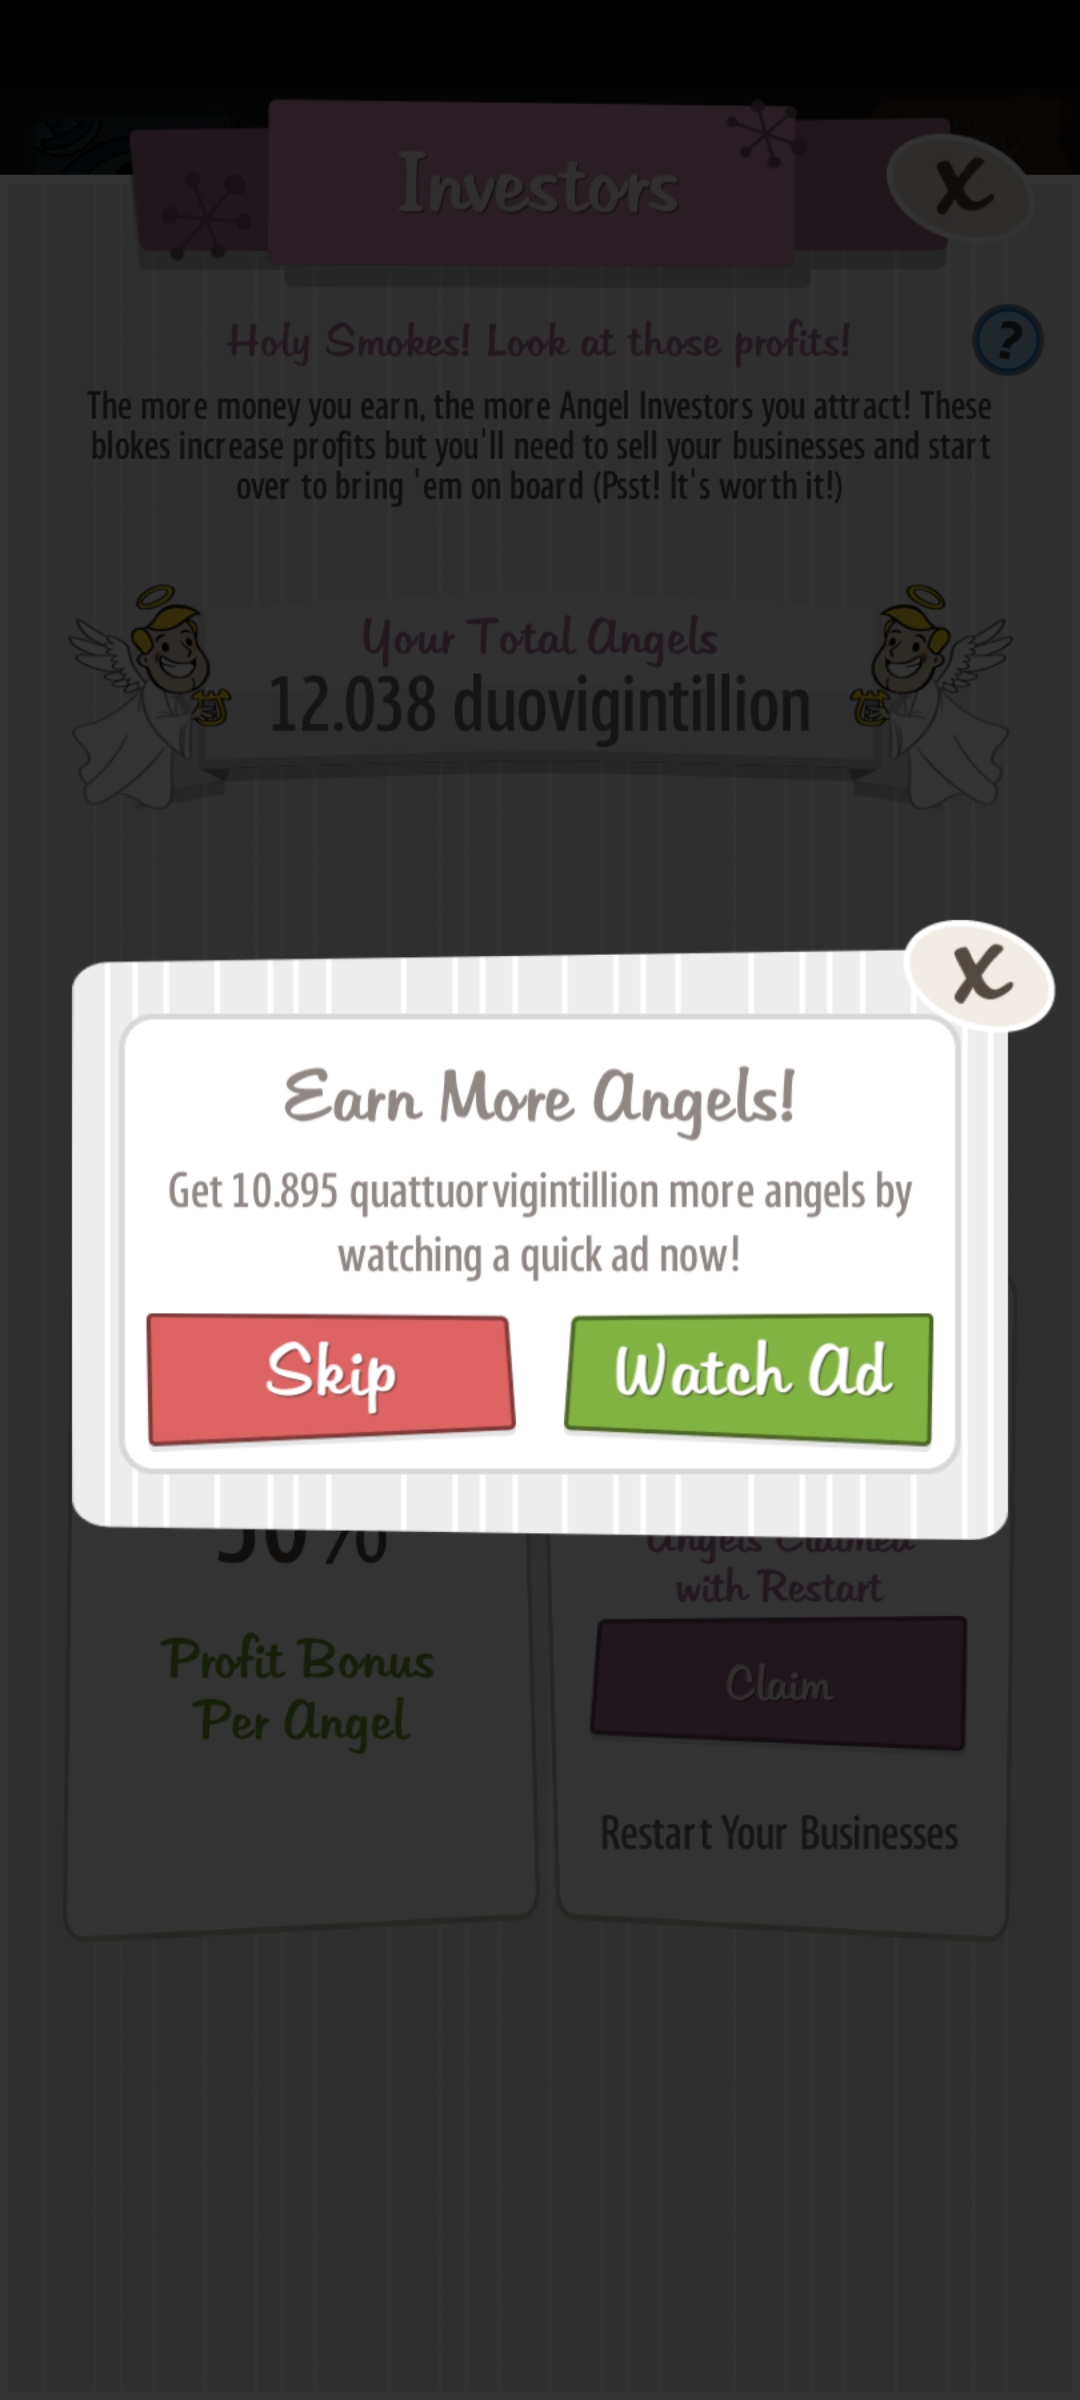 Investors
Holy Smokes! Look at those profits!
?
The more money you earn, the more Angel Investors you attract! These
blokes increase profits but you'll need to sell your businesses and start
over to bring 'em on board (Psst! It's worth it!)
Your Total Angels
12.038 duovigintillion
X
Earn More Angels!
Get 10.895 quattuorvigintillion more angels by
watching a quick ad now!
Skip
Watch Ad
Angels Claimed
with Restart
Profit Bonus
Per Angel
Claim
Restart Your Businesses